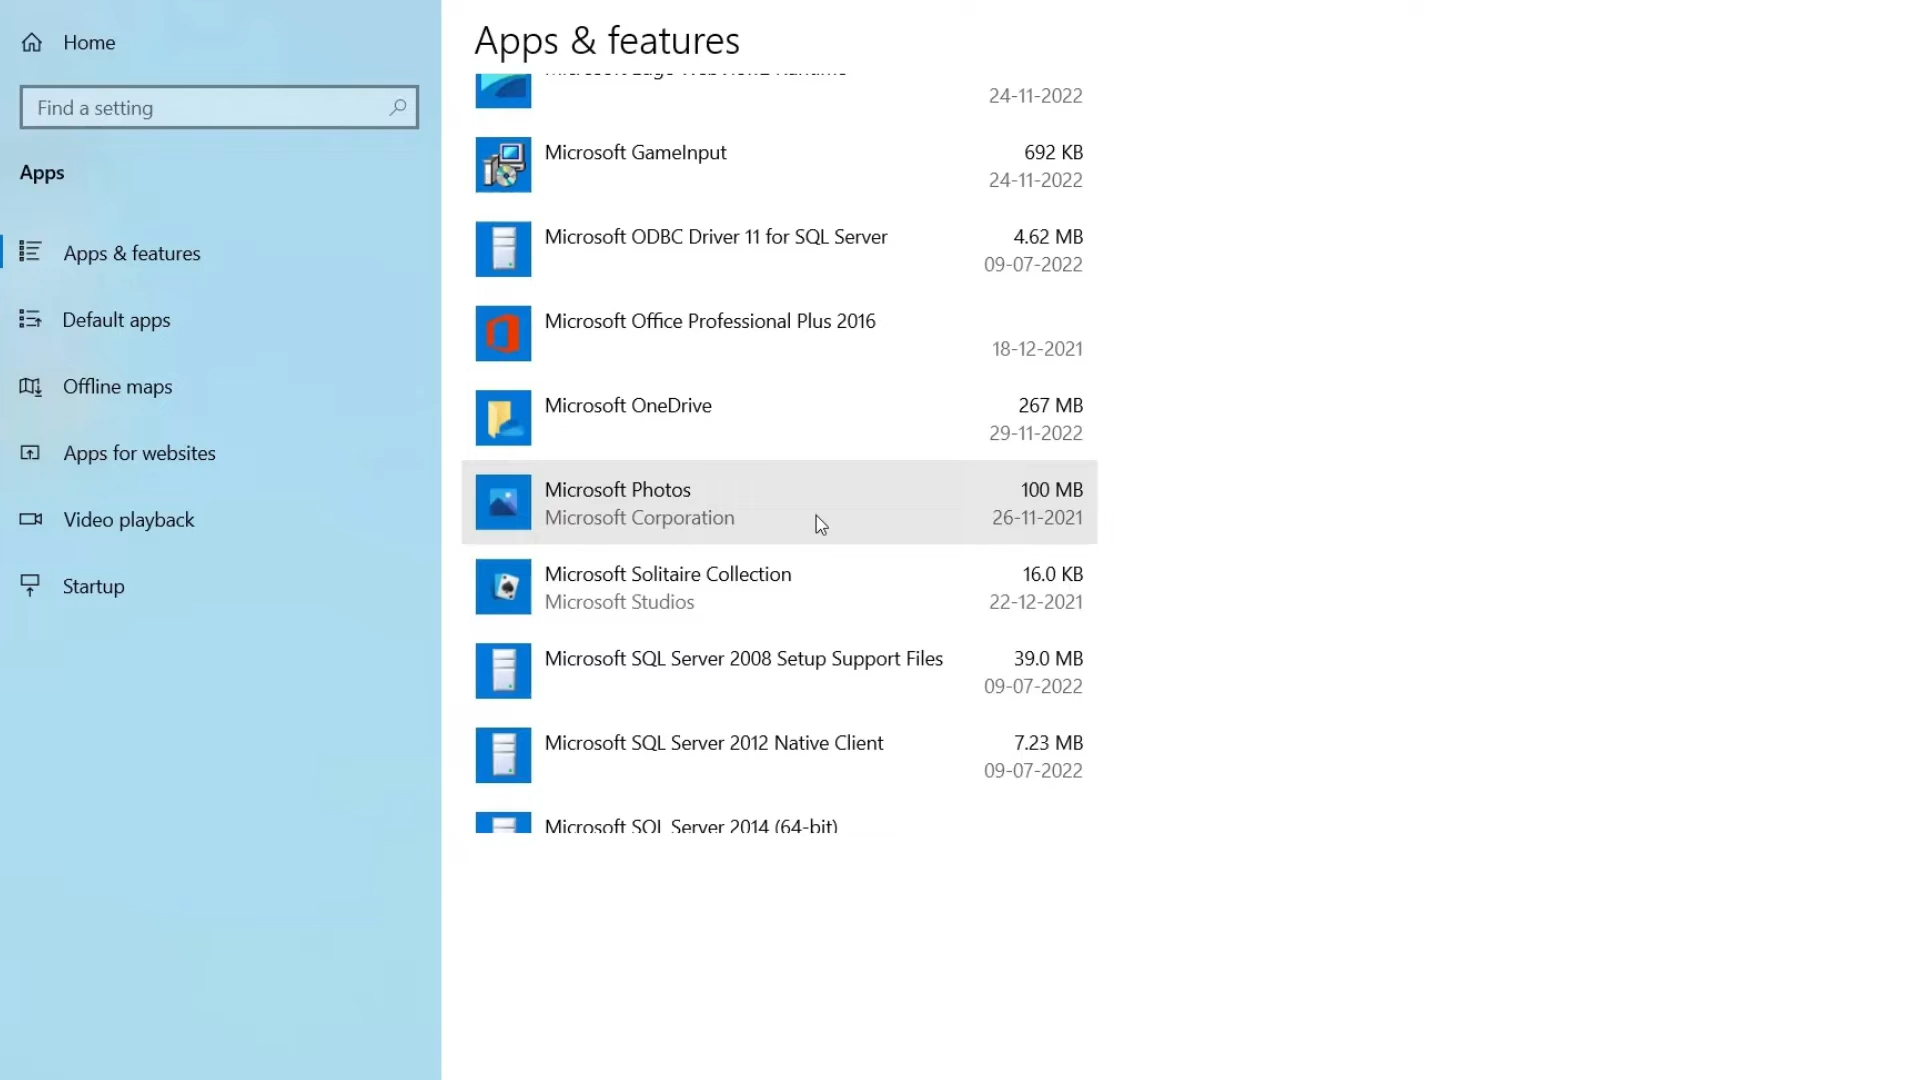 Home
Find a setting
Apps
Apps & features
Default apps
Offline maps
Apps for websites
Video playback
Startup
Apps & features
Microsoft Edge WebView2 Runtime
24-11-2022
Microsoft GameInput 692 KB
24-11-2022
Microsoft ODBC Driver 11 for SQL Server 4.62 MB
09-07-2022
Microsoft Office Professional Plus 2016
18-12-2021
Microsoft OneDrive 267 MB
29-11-2022
Microsoft Photos 100 MB
Microsoft Corporation 26-11-2021
Microsoft Solitaire Collection 16.0 KB
Microsoft Studios 22-12-2021
Microsoft SQL Server 2008 Setup Support Files 39.0 MB
09-07-2022
Microsoft SQL Server 2012 Native Client 7.23 MB
09-07-2022
Microsoft SQL Server 2014 (64-bit)